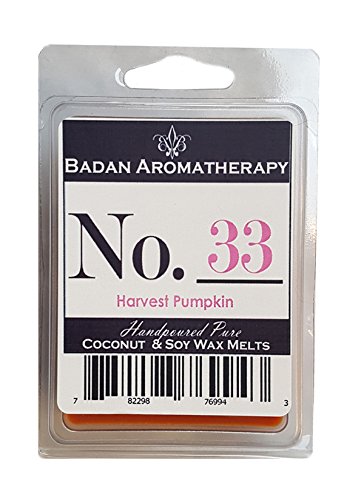 BADAN AROMATHERAPY
No. 33
Harvest Pumpkin
Handpoured Pure
COCONUT & SOY WAX MELTS
7 82298 76994 3